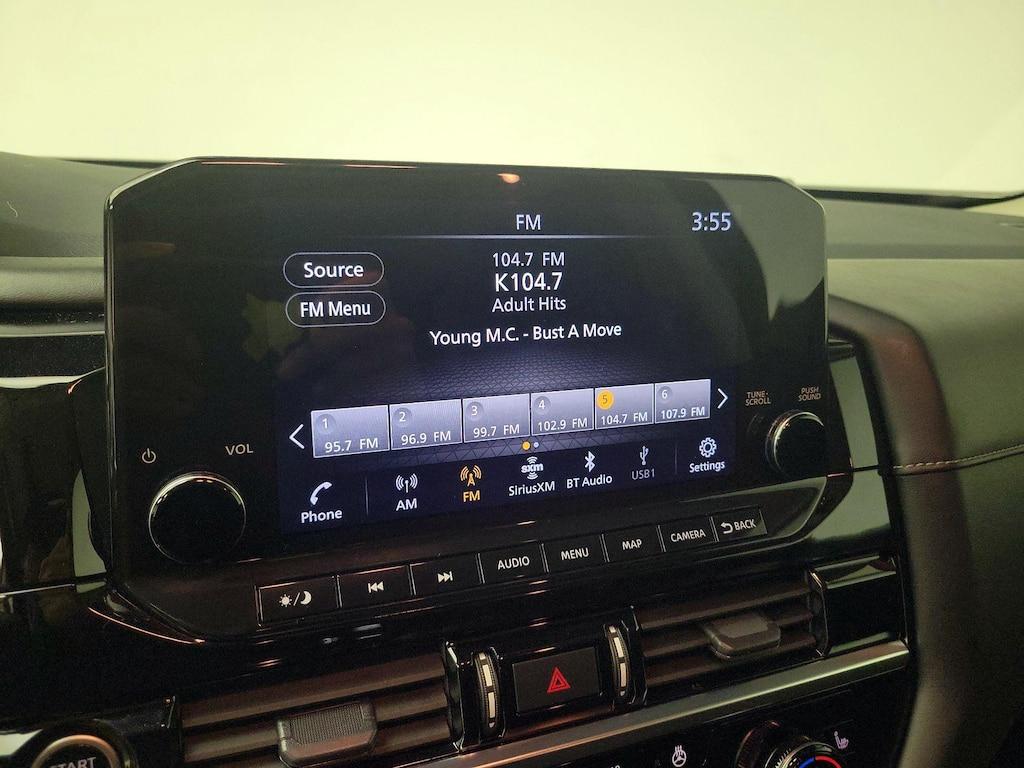 FM
3:55
Source
104.7 FM
K104.7
FM Menu
Adult Hits
Young M.C. - Bust A Move
TUNE·SCROLL
PUSH SOUND
1
2
3
4
5
6
95.7 FM
96.9 FM
99.7 FM
102.9 FM
104.7 FM
107.9 FM
VOL
Phone
AM
FM
sxm
SiriusXM
BT Audio
USB1
Settings
AUDIO
MENU
MAP
CAMERA
BACK
START